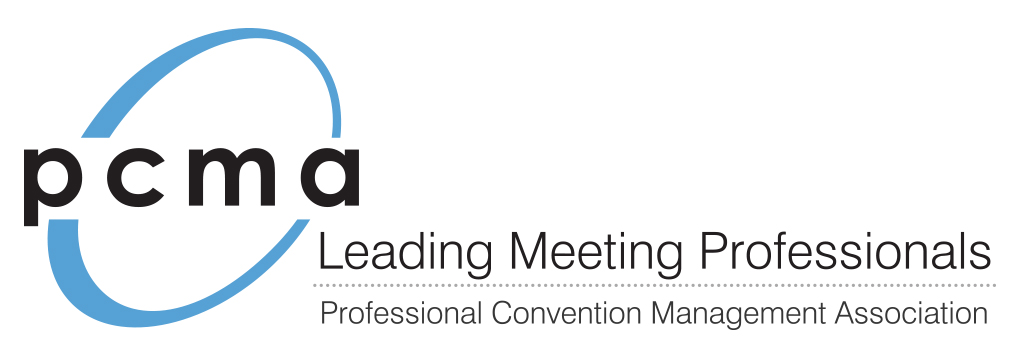 pcma
Leading Meeting Professionals
Professional Convention Management Association